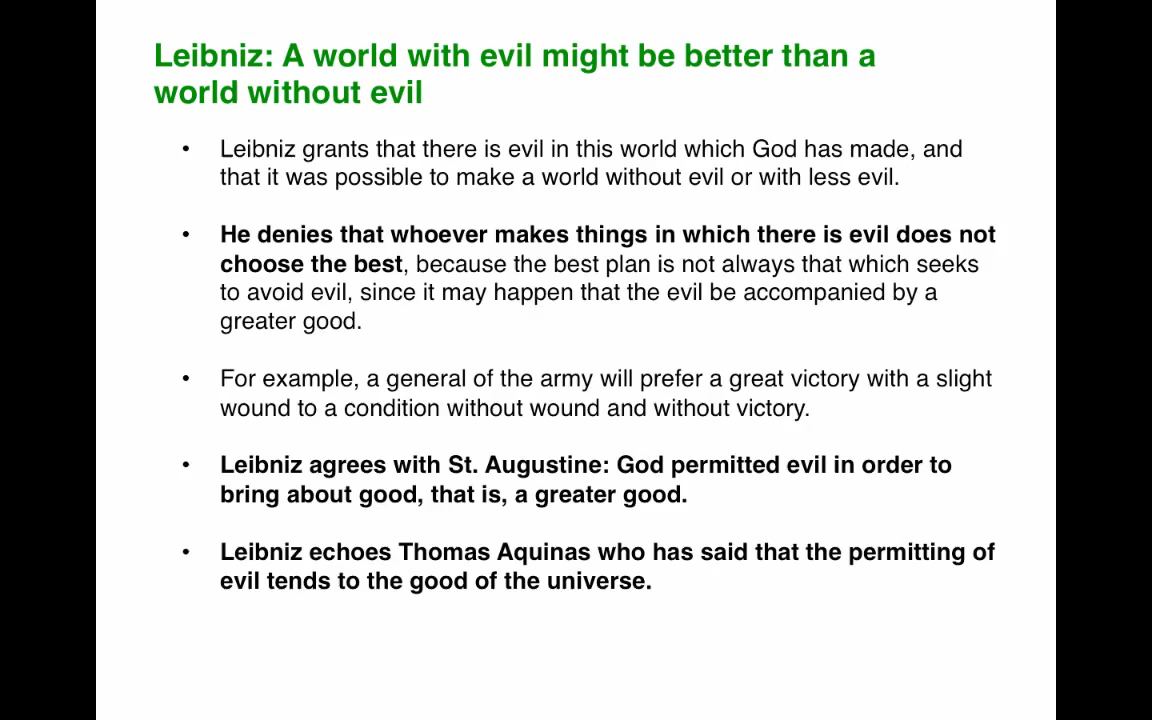 Leibniz: A world with evil might be better than a
world without evil
• Leibniz grants that there is evil in this world which God has made, and
that it was possible to make a world without evil or with less evil.
• He denies that whoever makes things in which there is evil does not
choose the best, because the best plan is not always that which seeks
to avoid evil, since it may happen that the evil be accompanied by a
greater good.
• For example, a general of the army will prefer a great victory with a slight
wound to a condition without wound and without victory.
• Leibniz agrees with St. Augustine: God permitted evil in order to
bring about good, that is, a greater good.
• Leibniz echoes Thomas Aquinas who has said that the permitting of
evil tends to the good of the universe.